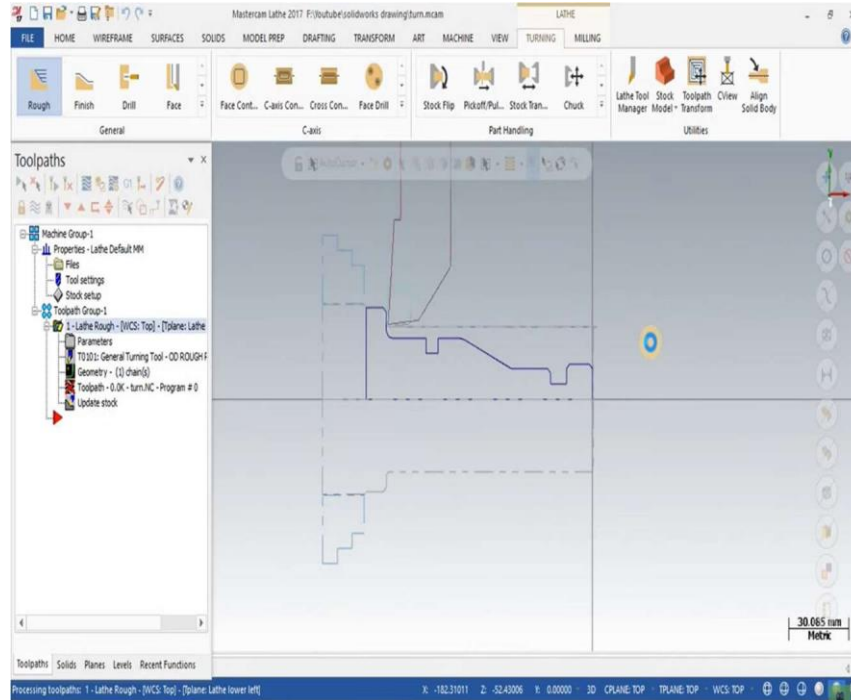 Mastercam Lathe 2017 F:\Youtube\solidworks drawing\turn.mcam
LATHE
FILE HOME WIREFRAME SURFACES SOLIDS MODEL PREP DRAFTING TRANSFORM ART MACHINE VIEW TURNING MILLING
Rough Finish Drill Face Face Cont... C-axis Con... Cross Con... Face Drill Stock Flip Pickoff/Pul... Stock Tran... Chuck Lathe Tool Manager Stock Model Toolpath Transform CView Align Solid Body
General C-axis Part Handling Utilities
Toolpaths
Machine Group-1
Properties - Lathe Default MM
Files
Tool settings
Stock setup
Toolpath Group-1
1 - Lathe Rough - [WCS: Top] - [Tplane: Lathe
Parameters
T0101: General Turning Tool - OD ROUGH
Geometry - (1) chain(s)
Toolpath - 0.0K - turn.NC - Program # 0
Update stock
30.065 mm
Metric
Toolpaths Solids Planes Levels Recent Functions
Processing toolpaths: 1 - Lathe Rough - [WCS: Top] - [Tplane: Lathe lower left] X: -182.31011 Z: -52.43006 Y: 0.00000 3D CPLANE: TOP TPLANE: TOP WCS: TOP